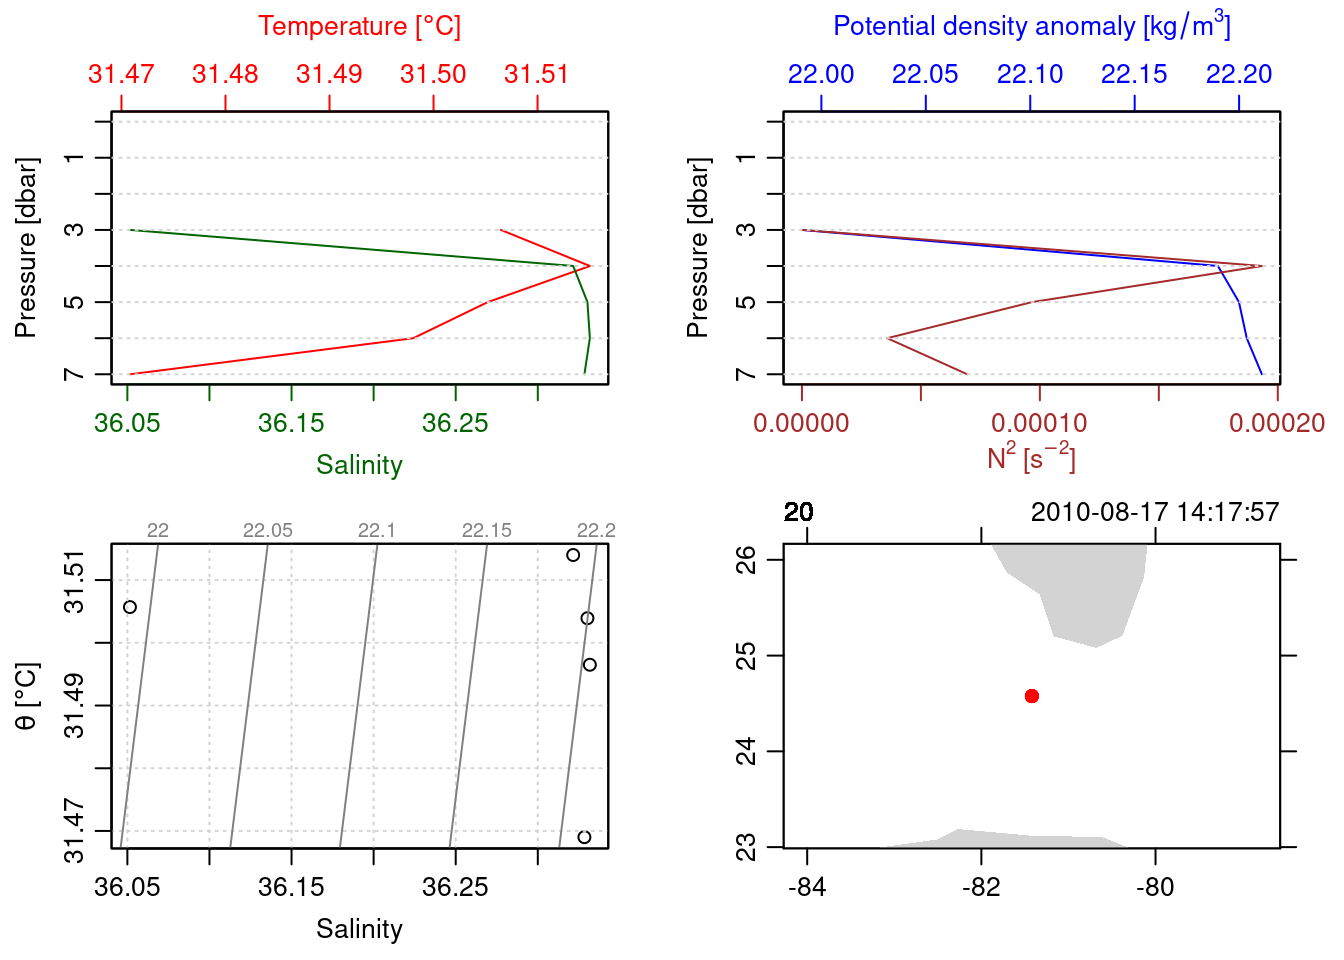 Temperature [°C]
31.47 31.48 31.49 31.50 31.51
Pressure [dbar]
1
3
5
7
36.05 36.15 36.25
Salinity
Potential density anomaly [kg/m³]
22.00 22.05 22.10 22.15 22.20
Pressure [dbar]
1
3
5
7
0.00000 0.00010 0.00020
N² [s⁻²]
22 22.05 22.1 22.15 22.2
θ [°C]
31.51
31.49
31.47
36.05 36.15 36.25
Salinity
20 2010-08-17 14:17:57
26
25
24
23
-84 -82 -80